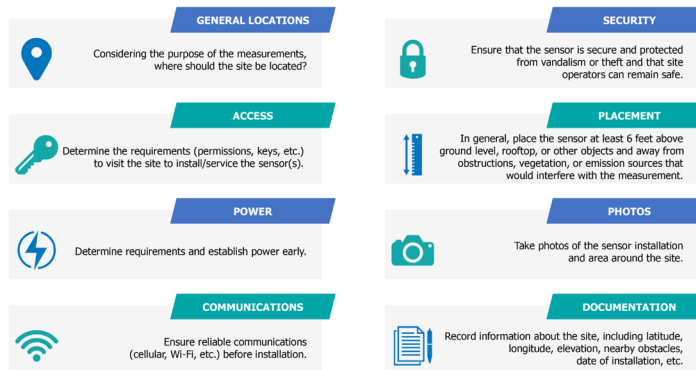 GENERAL LOCATIONS
Considering the purpose of the measurements,
where should the site be located?
ACCESS
Determine the requirements (permissions, keys, etc.)
to visit the site to install/service the sensor(s).
POWER
Determine requirements and establish power early.
COMMUNICATIONS
Ensure reliable communications
(cellular, Wi-Fi, etc.) before installation.
SECURITY
Ensure that the sensor is secure and protected
from vandalism or theft and that site
operators can remain safe.
PLACEMENT
In general, place the sensor at least 6 feet above
ground level, rooftop, or other objects and away from
obstructions, vegetation, or emission sources that
would interfere with the measurement.
PHOTOS
Take photos of the sensor installation
and area around the site.
DOCUMENTATION
Record information about the site, including latitude,
longitude, elevation, nearby obstacles,
date of installation, etc.